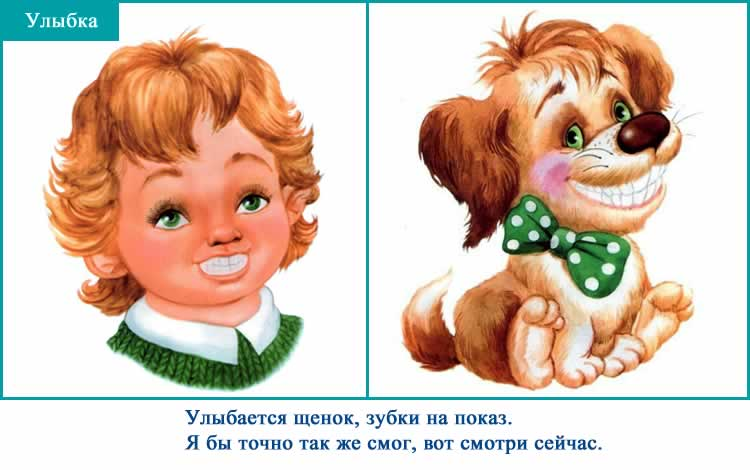 Улыбка
Улыбается щенок, зубки на показ.
Я бы точно так же смог, вот смотри сейчас.